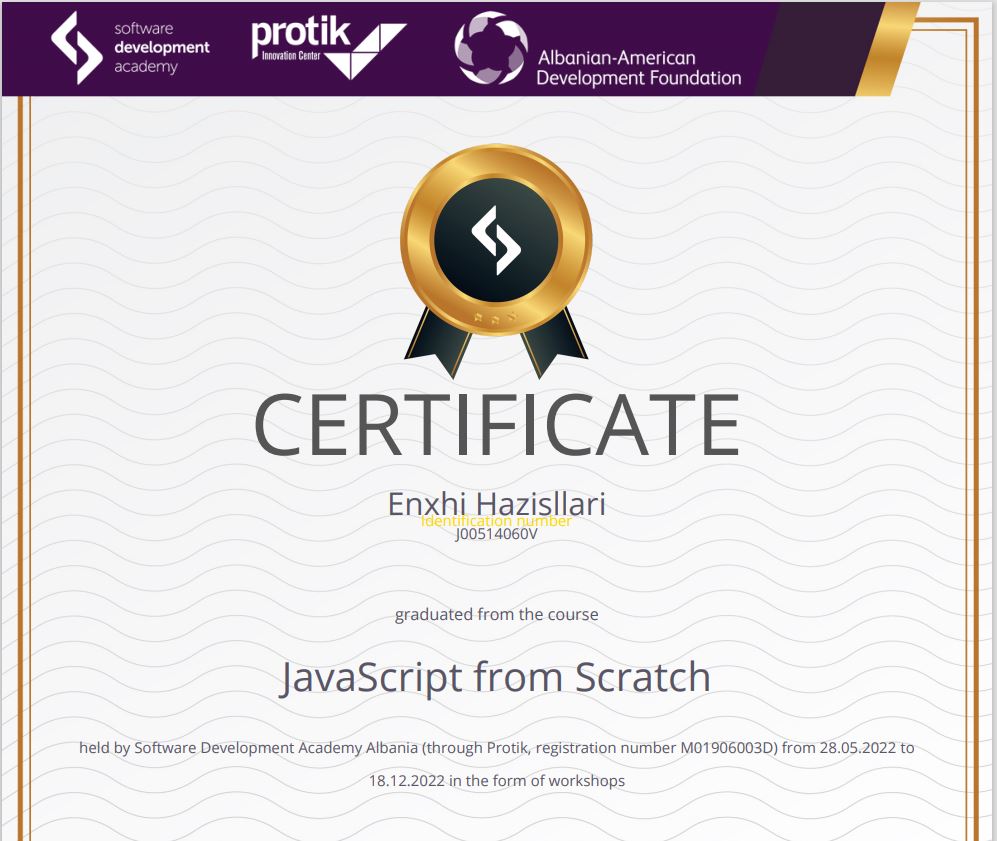 software
development
academy
protik
Innovation Center
Albanian-American
Development Foundation
CERTIFICATE
Enxhi Hazisllari
Identification number
J00514060V
graduated from the course
JavaScript from Scratch
held by Software Development Academy Albania (through Protik, registration number M01906003D) from 28.05.2022 to
18.12.2022 in the form of workshops